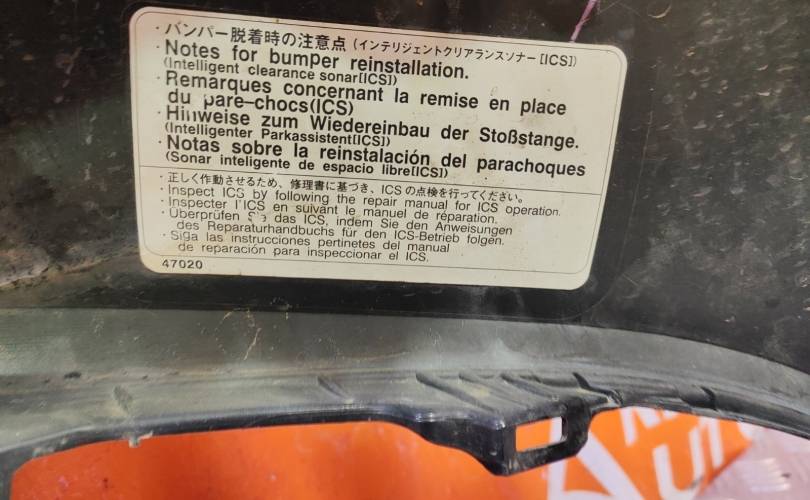 ・バンパー脱着時の注意点 (インテリジェントクリアランスソナー [ICS])
・Notes for bumper reinstallation.
(Intelligent clearance sonar[ICS])
・Remarques concernant la remise en place
du pare–chocs(ICS)
・Hinweise zum Wiedereinbau der Stoßstange.
(Intelligenter Parkassistent[ICS])
・Notas sobre la reinstalación del parachoques
(Sonar inteligente de espacio libre[ICS])
・正しく作動させるため、修理書に基づき、ICS の点検を行ってください。
・Inspect ICS by following the repair manual for ICS operation.
・Inspecter l'ICS en suivant le manuel de réparation.
・Überprüfen Sie das ICS, indem Sie den Anweisungen
des Reparaturhandbuchs für den ICS-Betrieb folgen.
・Siga las instrucciones pertinetes del manual
de reparación para inspeccionar el ICS.
47020